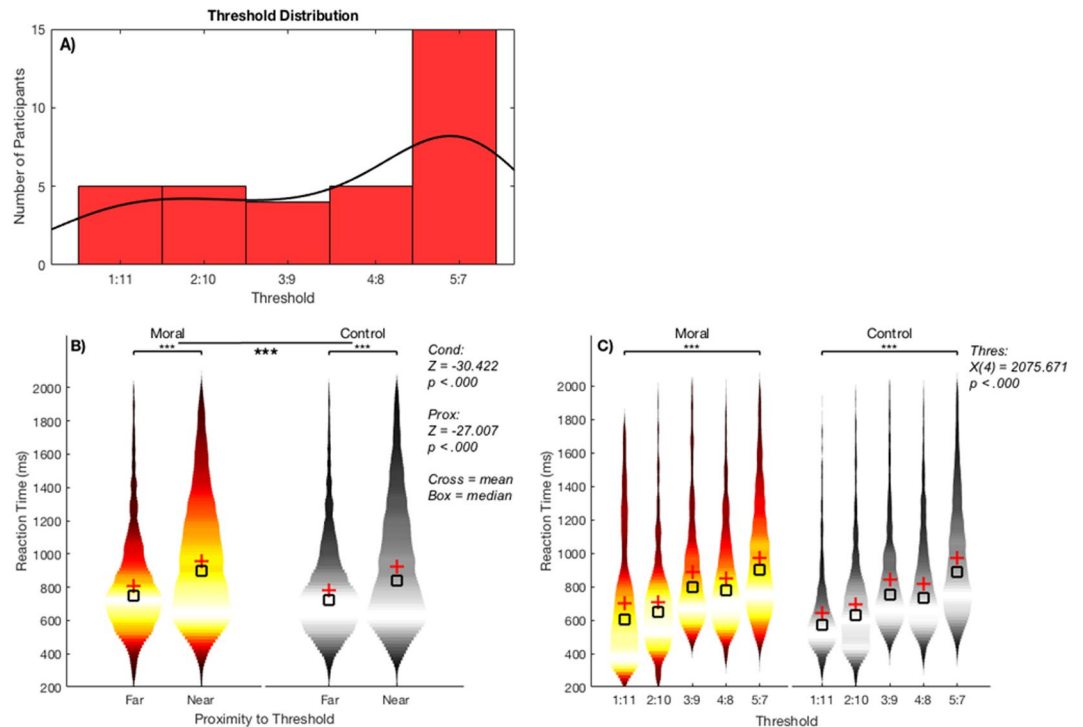 Threshold Distribution
A)
15
10
5
0
Number of Participants
1:11 2:10 3:9 4:8 5:7
Threshold
B)
Moral Control
*** *** ***
Cond:
Z = -30.422
p < .000
Prox:
Z = -27.007
p < .000
Cross = mean
Box = median
2000
1800
1600
1400
1200
1000
800
600
400
200
Reaction Time (ms)
Far Near Far Near
Proximity to Threshold
C)
Moral Control
*** ***
Thres:
X(4) = 2075.671
p < .000
2000
1800
1600
1400
1200
1000
800
600
400
200
Reaction Time (ms)
1:11 2:10 3:9 4:8 5:7 1:11 2:10 3:9 4:8 5:7
Threshold